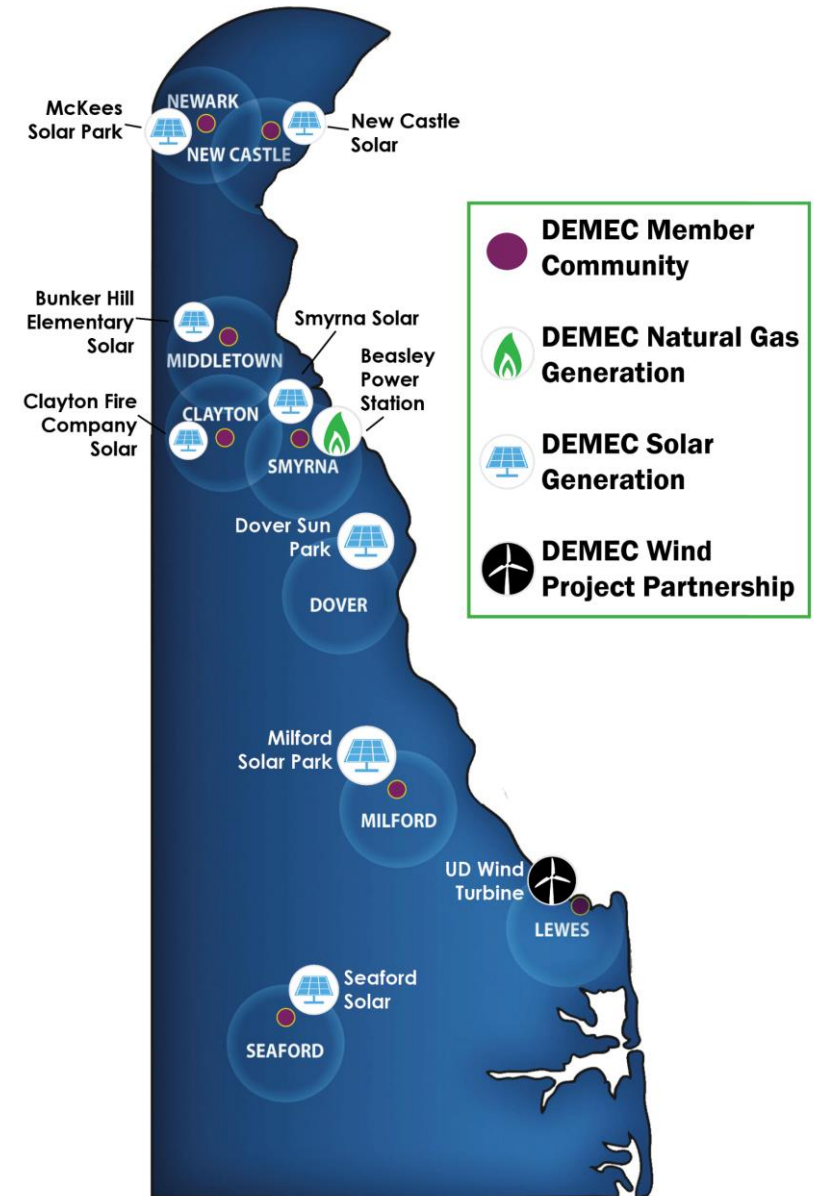 NEWARK
McKees
Solar Park
New Castle
Solar
NEW CASTLE
DEMEC Member
Community
DEMEC Natural Gas
Generation
DEMEC Solar
Generation
DEMEC Wind
Project Partnership
Bunker Hill
Elementary
Solar
MIDDLETOWN
Smyrna Solar
Beasley
Power
Station
Clayton Fire
Company
Solar
CLAYTON
SMYRNA
Dover Sun
Park
DOVER
Milford
Solar Park
MILFORD
UD Wind
Turbine
LEWES
Seaford
Solar
SEAFORD